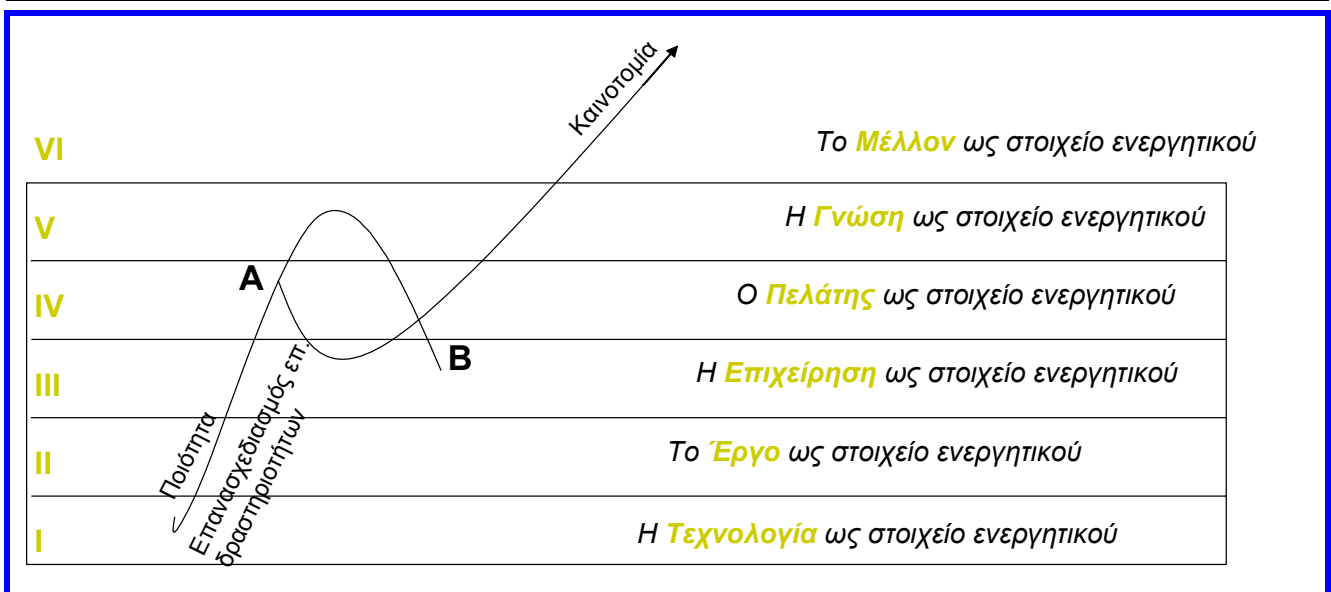 Καινοτομία
VI
Το Μέλλον ως στοιχείο ενεργητικού
V
Η Γνώση ως στοιχείο ενεργητικού
A
IV
Ο Πελάτης ως στοιχείο ενεργητικού
B
III
Η Επιχείρηση ως στοιχείο ενεργητικού
Ποιότητα
Επανασχεδιασμός επ.
δραστηριοτήτων
II
Το Έργο ως στοιχείο ενεργητικού
I
Η Τεχνολογία ως στοιχείο ενεργητικού